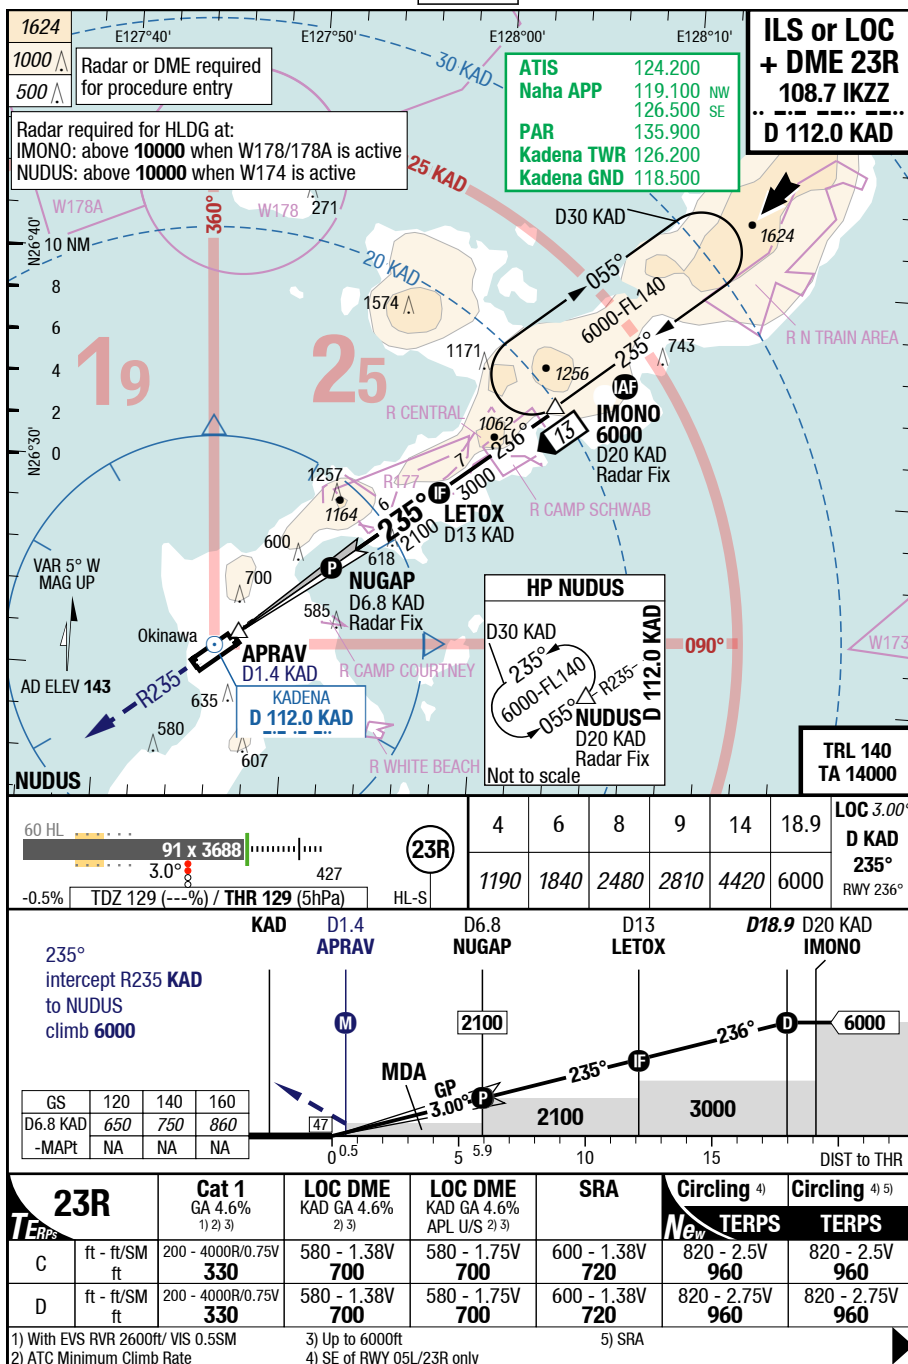 1624
1000
500
E127°40'
E127°50'
E128°00'
E128°10'
Radar or DME required
for procedure entry
Radar required for HLDG at:
IMONO: above 10000 when W178/178A is active
NUDUS: above 10000 when W174 is active
ATIS 124.200
Naha APP 119.100 NW
126.500 SE
PAR 135.900
Kadena TWR 126.200
Kadena GND 118.500
ILS or LOC
+ DME 23R
108.7 IKZZ
D 112.0 KAD
30 KAD
25 KAD
20 KAD
W178A
W178
271
360°
D30 KAD
1624
N26°40'
10 NM
8
6
4
2
0
N26°30'
055°
6000-FL140
235°
1574
1171
743
R N TRAIN AREA
19
25
1256
IAF
IMONO
6000
D20 KAD
Radar Fix
R CENTRAL
1062
236°
13
7
3000
1257
R177
6
1164
235°
2100
IF
LETOX
D13 KAD
R CAMP SCHWAB
600
618
P
NUGAP
D6.8 KAD
Radar Fix
VAR 5° W
MAG UP
700
585
Okinawa
APRAV
D1.4 KAD
R CAMP COURTNEY
090°
W173
AD ELEV 143
R235
635
KADENA
D 112.0 KAD
580
607
R WHITE BEACH
NUDUS
HP NUDUS
D30 KAD
235°
6000-FL140
055°
R235
D 112.0 KAD
NUDUS
D20 KAD
Radar Fix
Not to scale
TRL 140
TA 14000
60 HL
91 x 3688
3.0°
427
-0.5%
TDZ 129 (---%) / THR 129 (5hPa)
HL-S
23R
4 6 8 9 14 18.9
1190 1840 2480 2810 4420 6000
LOC 3.00°
D KAD
235°
RWY 236°
KAD D1.4 D6.8 D13 D18.9 D20 KAD
APRAV NUGAP LETOX IMONO
235°
intercept R235 KAD
to NUDUS
climb 6000
M
2100
D
6000
236°
IF
235°
MDA
GP
3.00°
P
2100
3000
47
0 0.5 5 5.9 10 15 DIST to THR
GS 120 140 160
D6.8 KAD 650 750 860
-MAPt NA NA NA
TERPS 23R
Cat 1
GA 4.6%
1) 2) 3)
LOC DME
KAD GA 4.6%
2) 3)
LOC DME
KAD GA 4.6%
APL U/S 2) 3)
SRA
Circling 4)
New TERPS
Circling 4) 5)
TERPS
C ft - ft/SM 200 - 4000R/0.75V 580 - 1.38V 580 - 1.75V 600 - 1.38V 820 - 2.5V 820 - 2.5V
ft 330 700 700 720 960 960
D ft - ft/SM 200 - 4000R/0.75V 580 - 1.38V 580 - 1.75V 600 - 1.38V 820 - 2.75V 820 - 2.75V
ft 330 700 700 720 960 960
1) With EVS RVR 2600ft/ VIS 0.5SM 3) Up to 6000ft 5) SRA
2) ATC Minimum Climb Rate 4) SE of RWY 05L/23R only